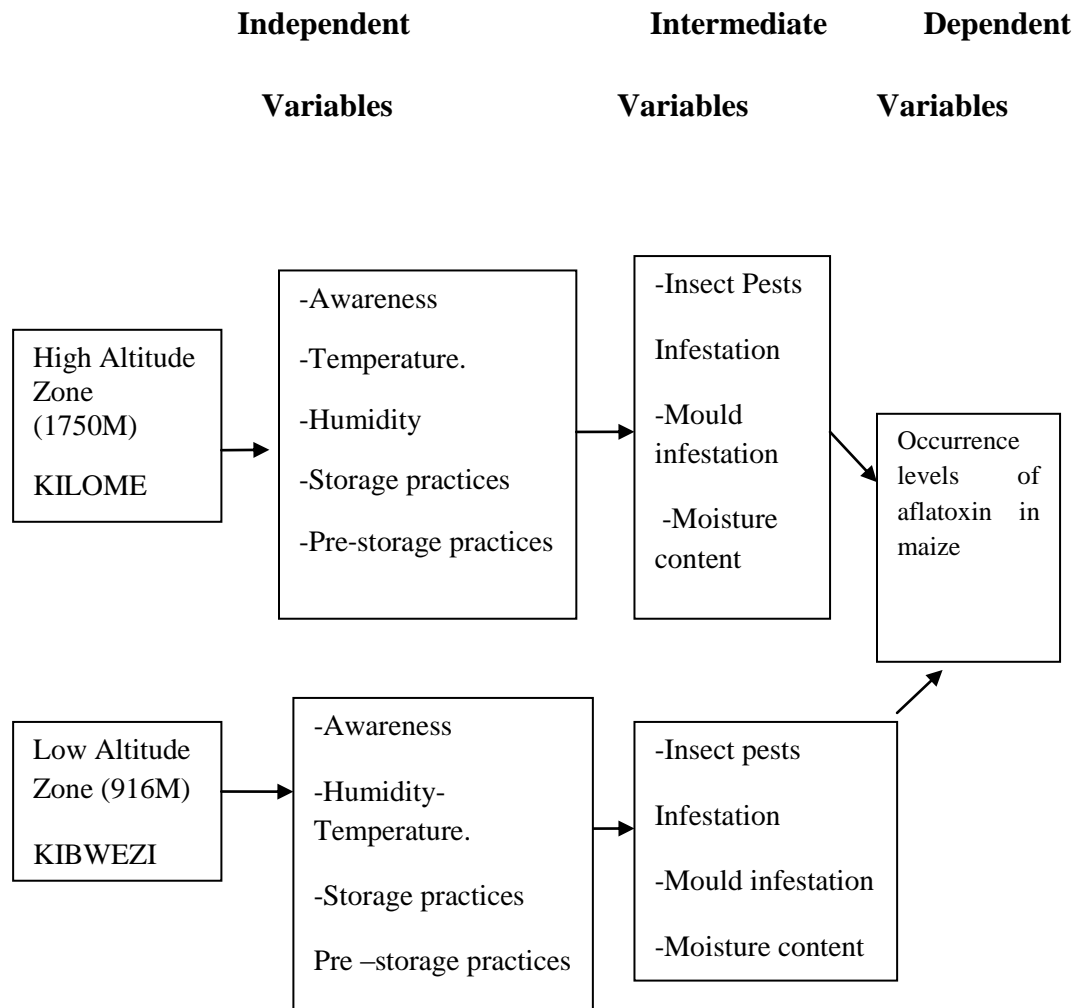 Independent Intermediate Dependent
Variables Variables Variables
High Altitude
Zone
(1750M)
KILOME
-Awareness
-Temperature.
-Humidity
-Storage practices
-Pre-storage practices
-Insect Pests
Infestation
-Mould
infestation
-Moisture
content
Occurrence
levels of
aflatoxin in
maize
Low Altitude
Zone (916M)
KIBWEZI
-Awareness
-Humidity-
Temperature.
-Storage practices
Pre –storage practices
-Insect pests
Infestation
-Mould infestation
-Moisture content